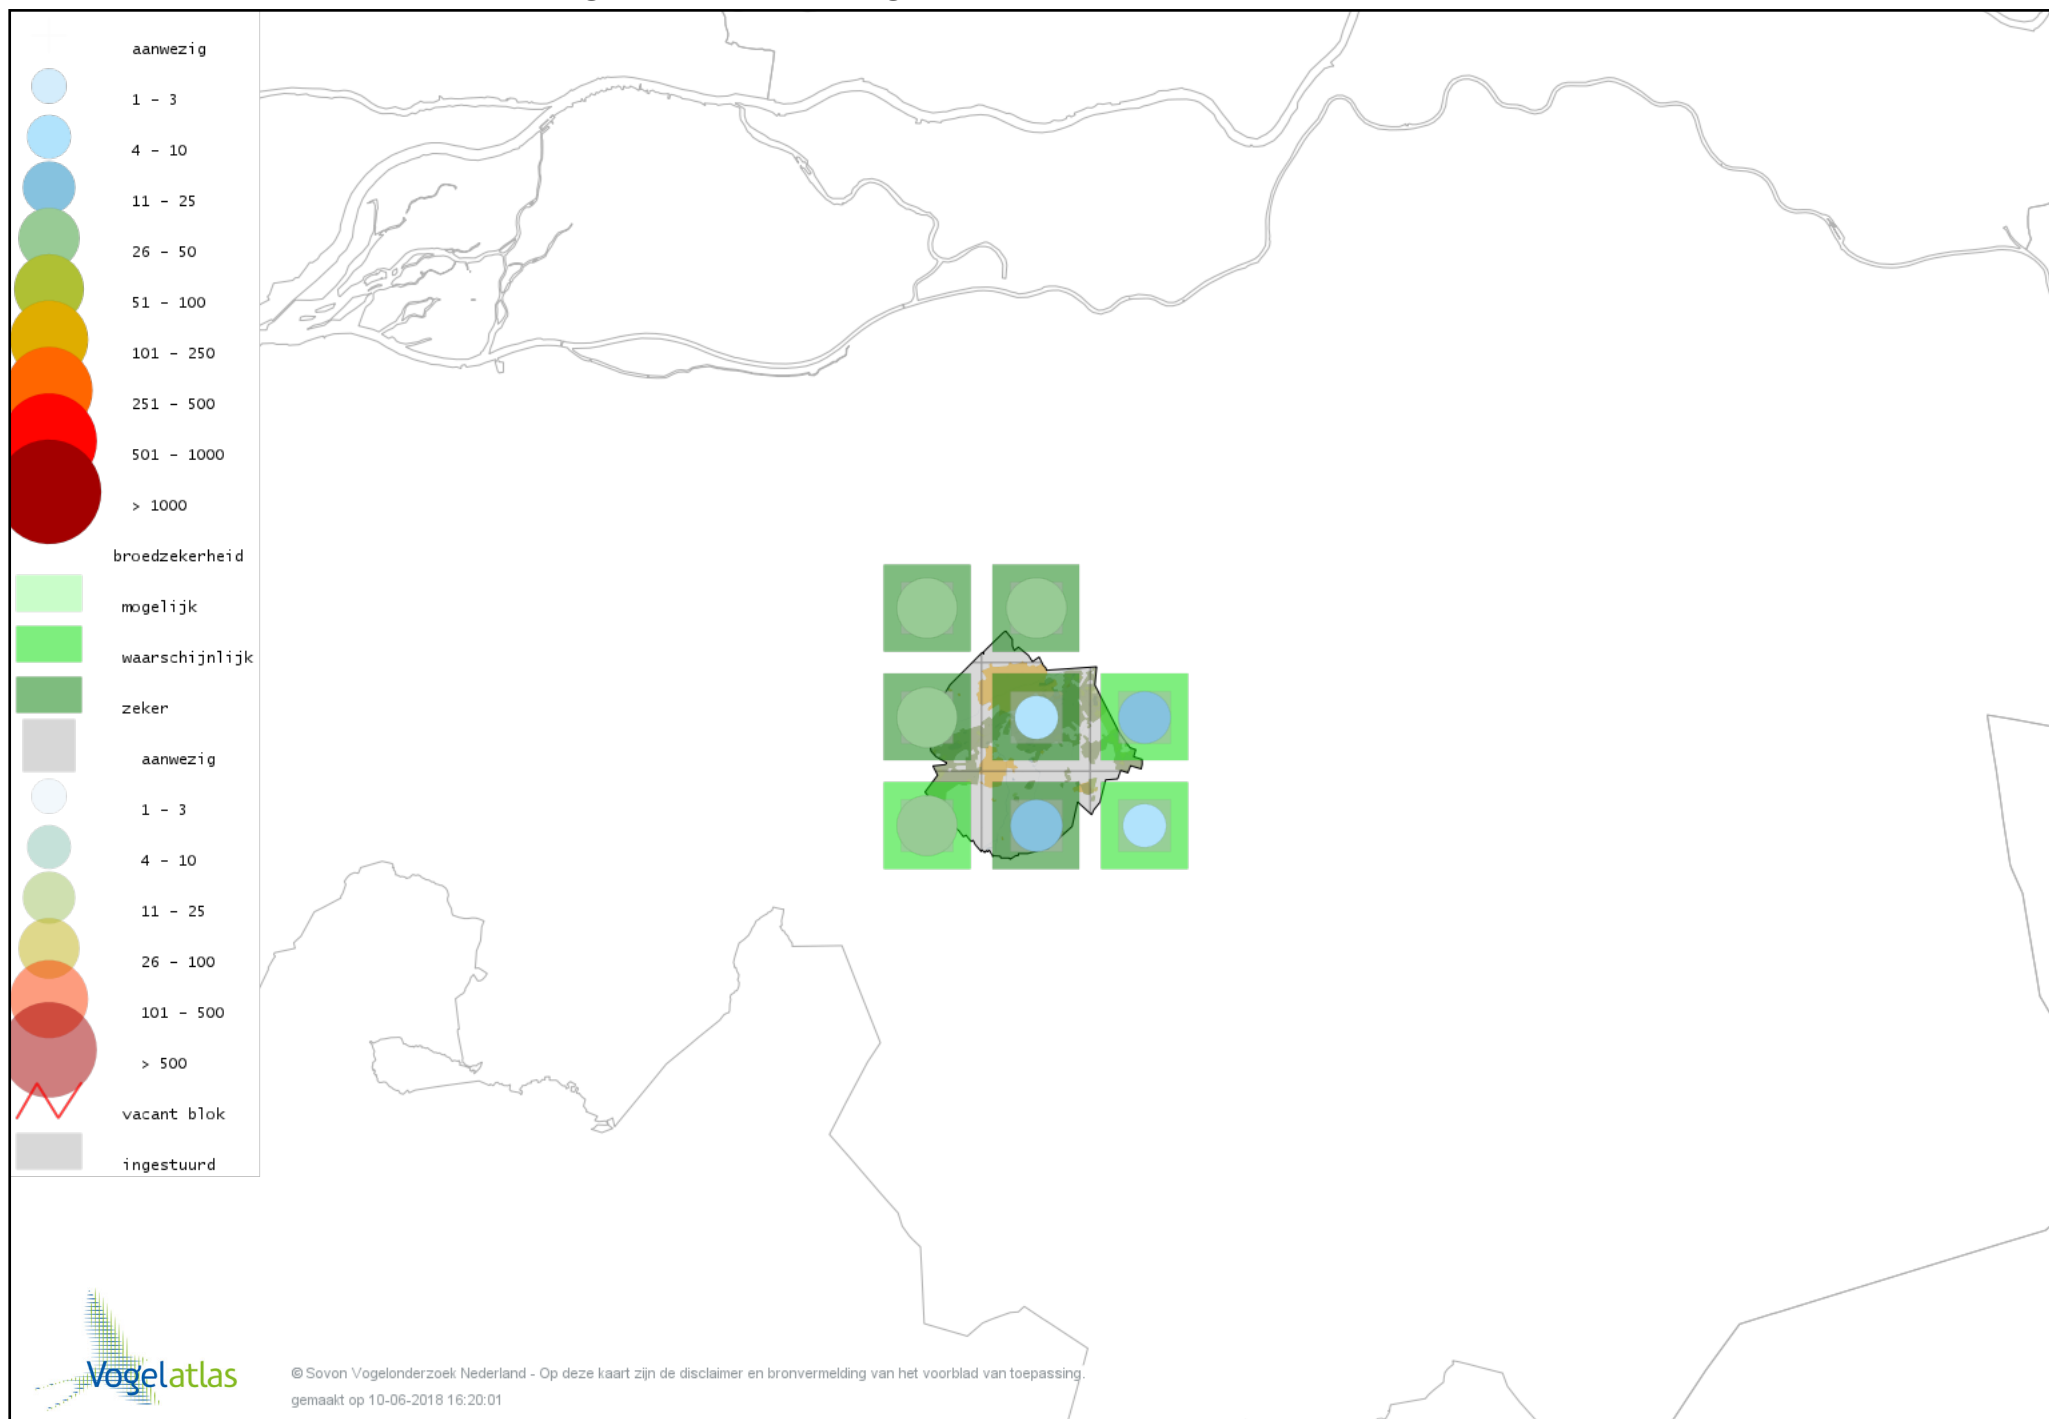 aanwezig
1 - 3
4 - 10
11 - 25
26 - 50
51 - 100
101 - 250
251 - 500
501 - 1000
> 1000
broedzekerheid
mogelijk
waarschijnlijk
zeker
aanwezig
1 - 3
4 - 10
11 - 25
26 - 100
101 - 500
> 500
vacant blok
ingestuurd
Vogelatlas
© Sovon Vogelonderzoek Nederland - Op deze kaart zijn de disclaimer en bronvermelding van het voorblad van toepassing.
gemaakt op 10-06-2018 16:20:01